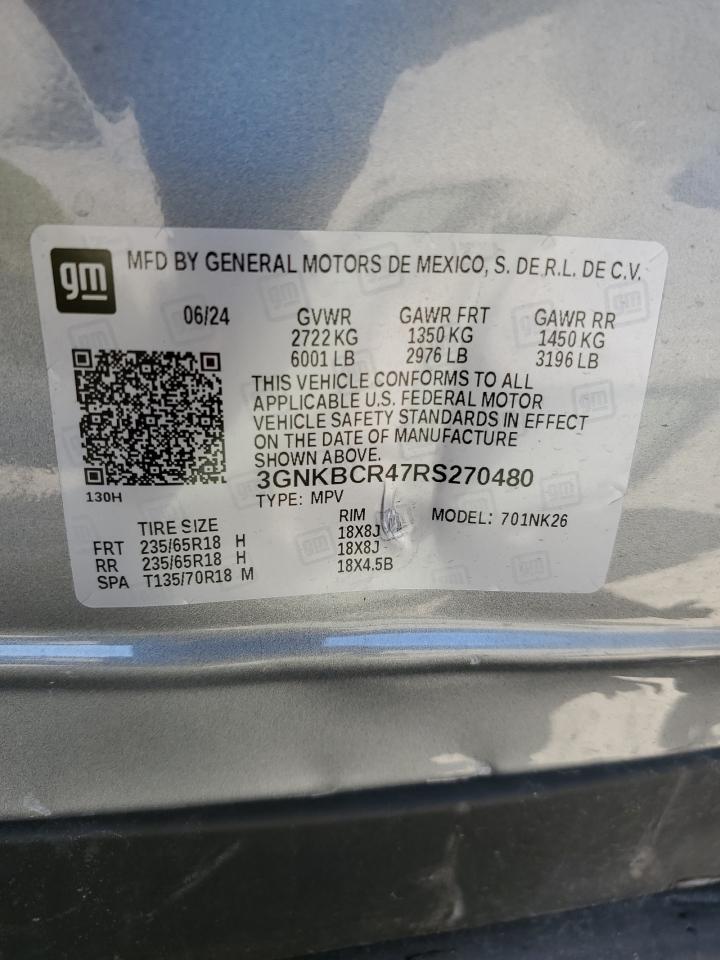 gm
MFD BY GENERAL MOTORS DE MEXICO, S. DE R.L. DE C.V.
06/24 GVWR GAWR FRT GAWR RR
2722 KG 1350 KG 1450 KG
6001 LB 2976 LB 3196 LB
THIS VEHICLE CONFORMS TO ALL
APPLICABLE U.S. FEDERAL MOTOR
VEHICLE SAFETY STANDARDS IN EFFECT
ON THE DATE OF MANUFACTURE
SHOWN ABOVE.
3GNKBCR47RS270480
130H
TYPE: MPV
TIRE SIZE RIM MODEL: 701NK26
FRT 235/65R18 H 18X8J
RR 235/65R18 H 18X8J
SPA T135/70R18 M 18X4.5B